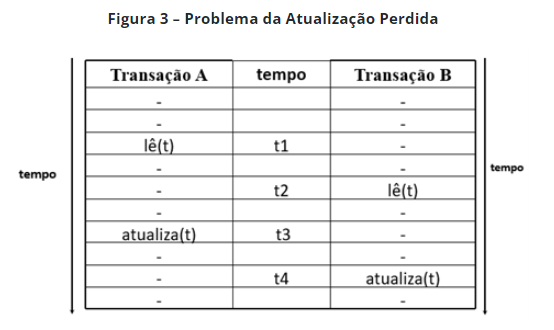 Figura 3 – Problema da Atualização Perdida
Transação A tempo Transação B
- -
- -
lê(t) t1 -
- -
- t2 lê(t)
- -
atualiza(t) t3 -
- -
- t4 atualiza(t)
- -
tempo
tempo